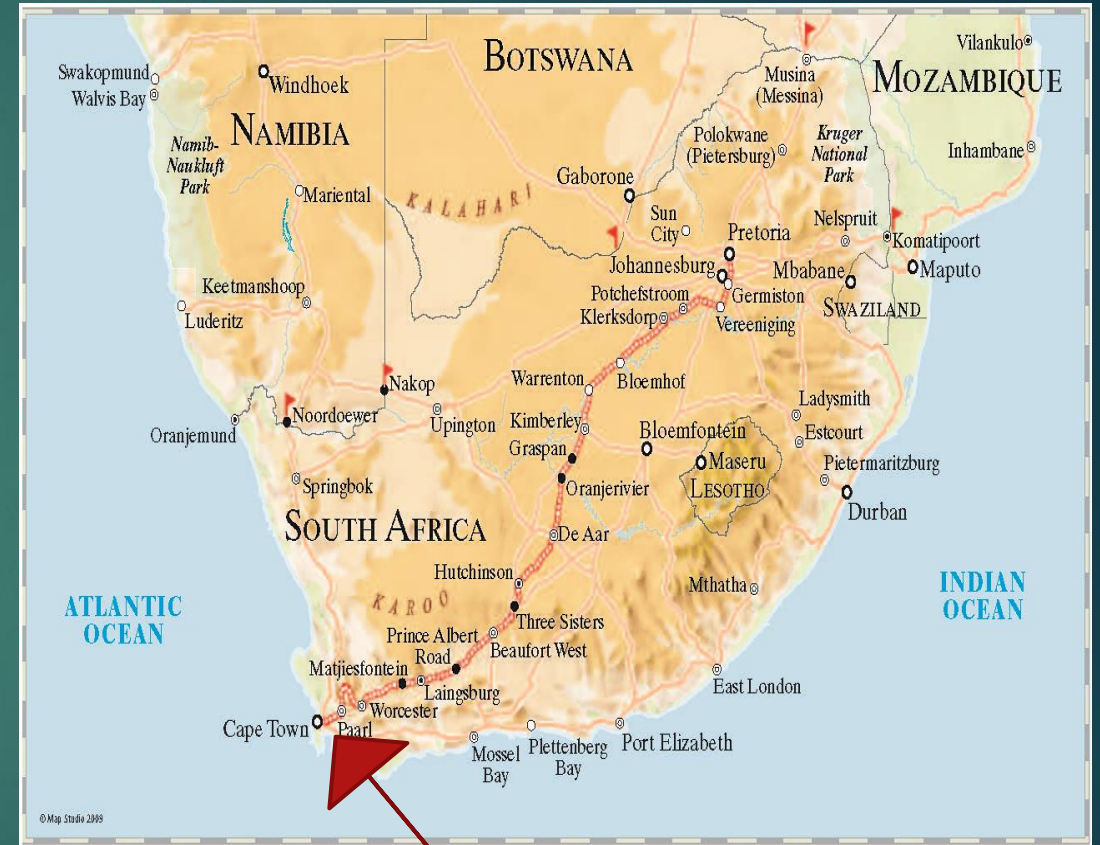 BOTSWANA
Vilankulo
Swakopmund
Windhoek
Musina
(Messina)
MOZAMBIQUE
Walvis Bay
NAMIBIA
Namib-
Naukluft
Park
Polokwane
(Pietersburg)
Kruger
National
Park
Inhambane
Gaborone
Mariental
KALAHARI
Sun
City
Nelspruit
Pretoria
Komatipoort
Johannesburg
Mbabane
Maputo
Keetmanshoop
Potchefstroom
Germiston
SWAZILAND
Luderitz
Klerksdorp
Vereeniging
Nakop
Warrenton
Bloemhof
Noordoewer
Ladysmith
Oranjemund
Upington
Kimberley
Bloemfontein
Estcourt
Graspan
Maseru
Pietermaritzburg
Springbok
Oranjerivier
LESOTHO
Durban
SOUTH AFRICA
De Aar
Hutchinson
Mthatha
INDIAN
OCEAN
ATLANTIC
OCEAN
KAROO
Three Sisters
Prince Albert
Road
Beaufort West
Matjiesfontein
Laingsburg
East London
Worcester
Cape Town
Paarl
Mossel
Bay
Plettenberg
Bay
Port Elizabeth
© Map Studio 2009